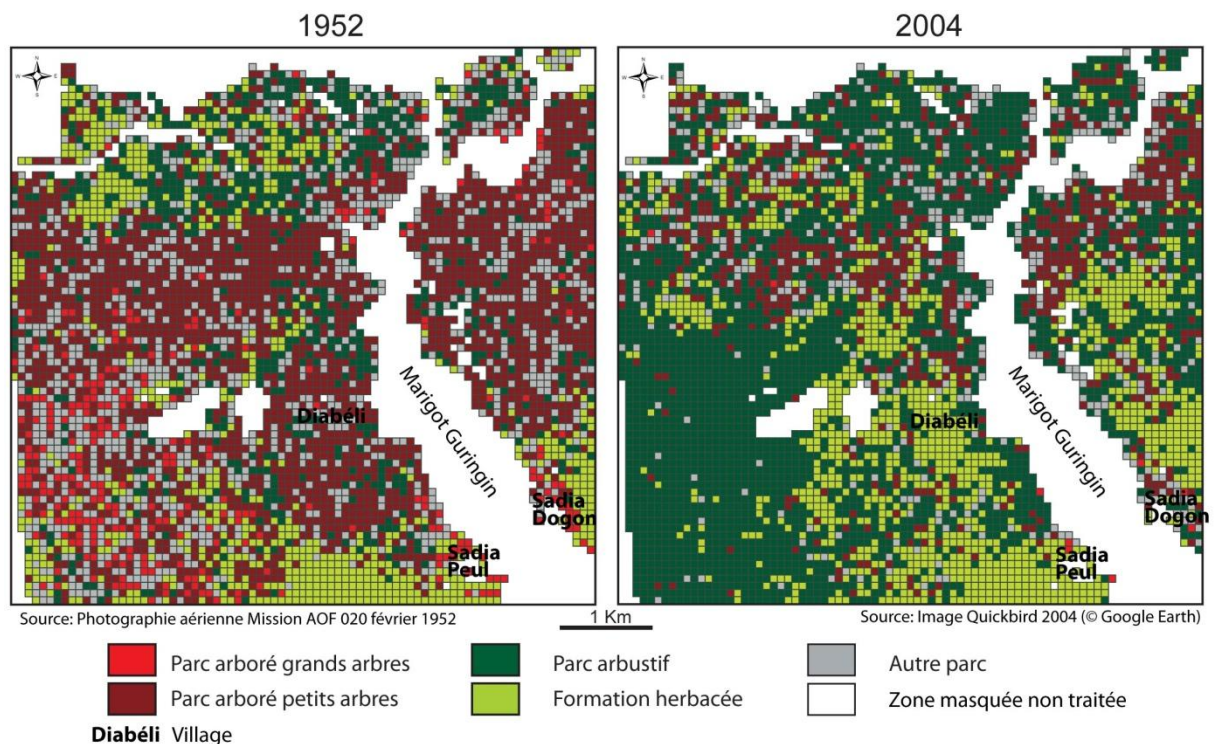 1952
2004
N
W E
S
N
W E
S
Diabéli
Marigot Guringin
Sadia
Dogon
Sadia
Peul
Diabéli
Marigot Guringin
Sadia
Dogon
Sadia
Peul
Source: Photographie aérienne Mission AOF 020 février 1952
1 Km
Source: Image Quickbird 2004 (© Google Earth)
Parc arboré grands arbres
Parc arbustif
Autre parc
Parc arboré petits arbres
Formation herbacée
Zone masquée non traitée
Diabéli Village